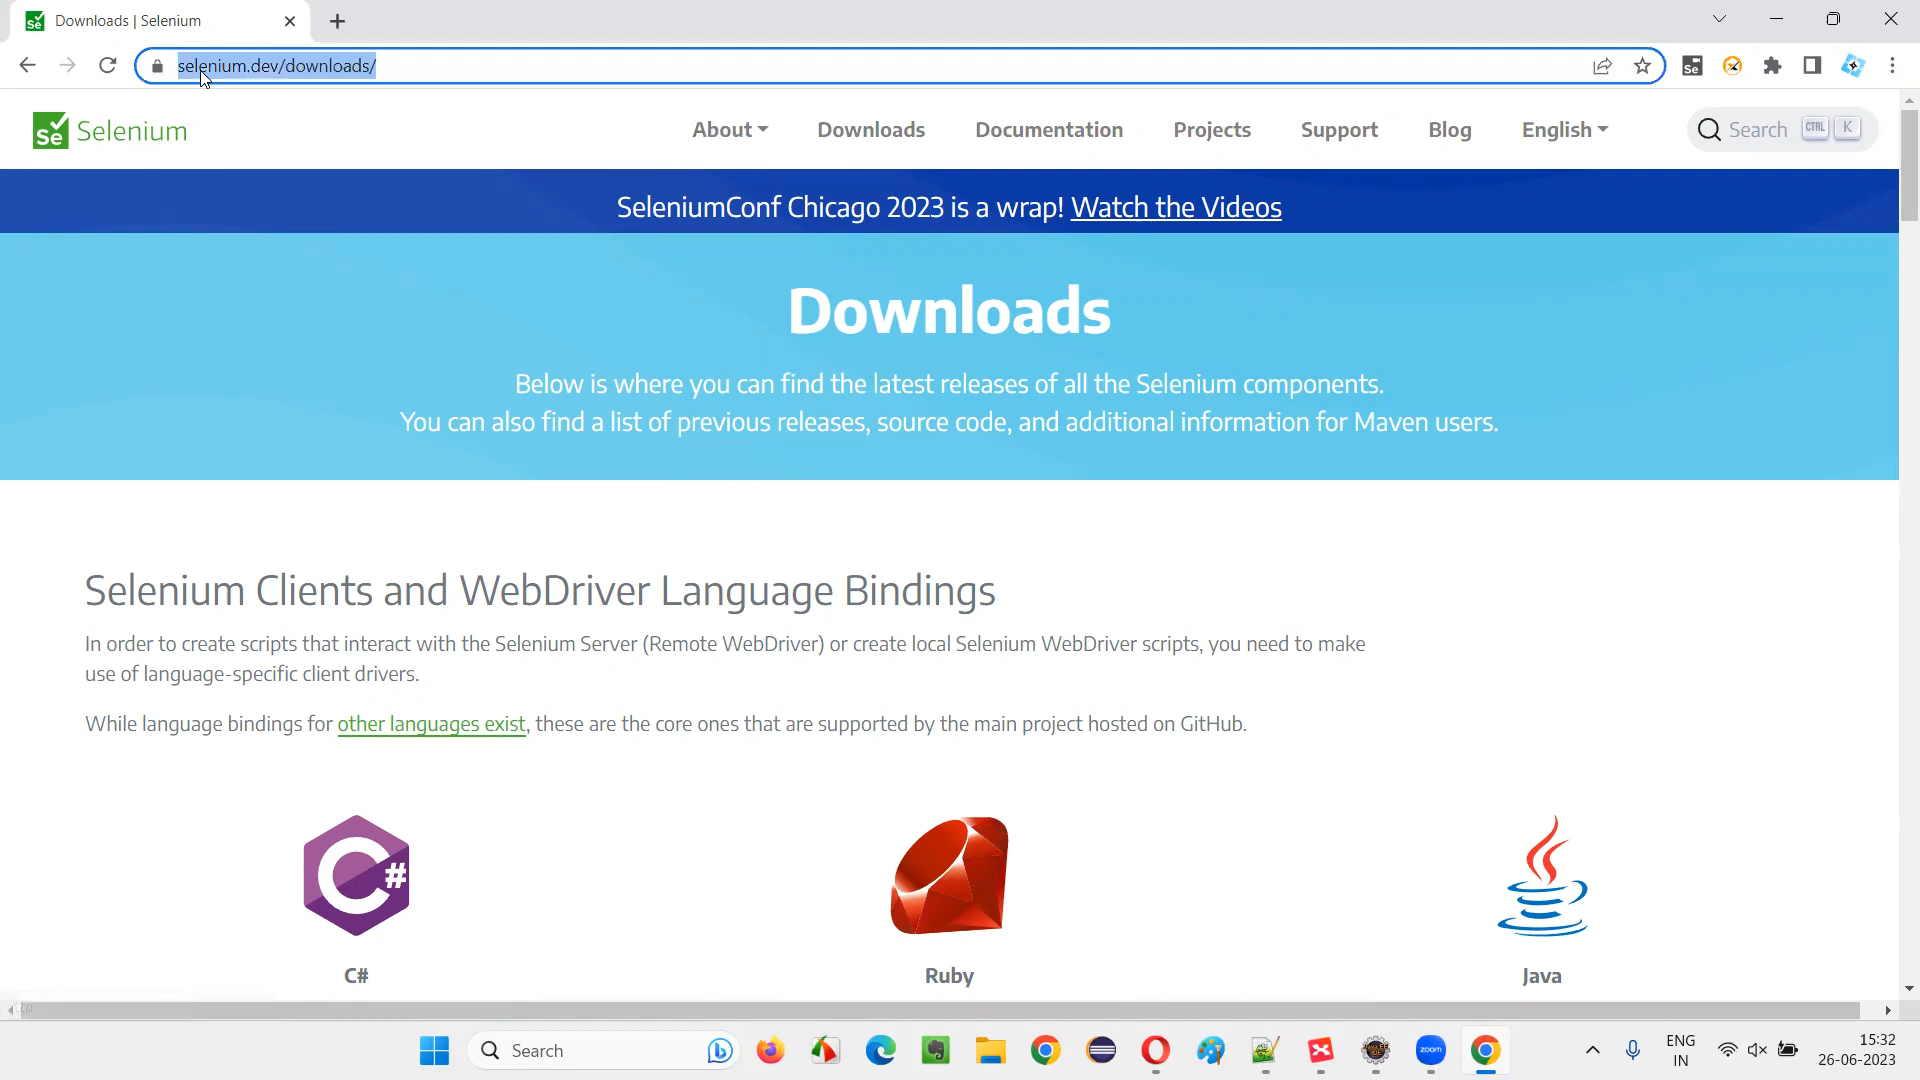 Downloads | Selenium
selenium.dev/downloads/
Se Selenium
About
Downloads
Documentation
Projects
Support
Blog
English
Search CTRL K
SeleniumConf Chicago 2023 is a wrap! Watch the Videos
Downloads
Below is where you can find the latest releases of all the Selenium components.
You can also find a list of previous releases, source code, and additional information for Maven users.
Selenium Clients and WebDriver Language Bindings
In order to create scripts that interact with the Selenium Server (Remote WebDriver) or create local Selenium WebDriver scripts, you need to make
use of language-specific client drivers.
While language bindings for other languages exist, these are the core ones that are supported by the main project hosted on GitHub.
C#
C#
Ruby
Java
Search
zoom
ENG
IN
15:32
26-06-2023